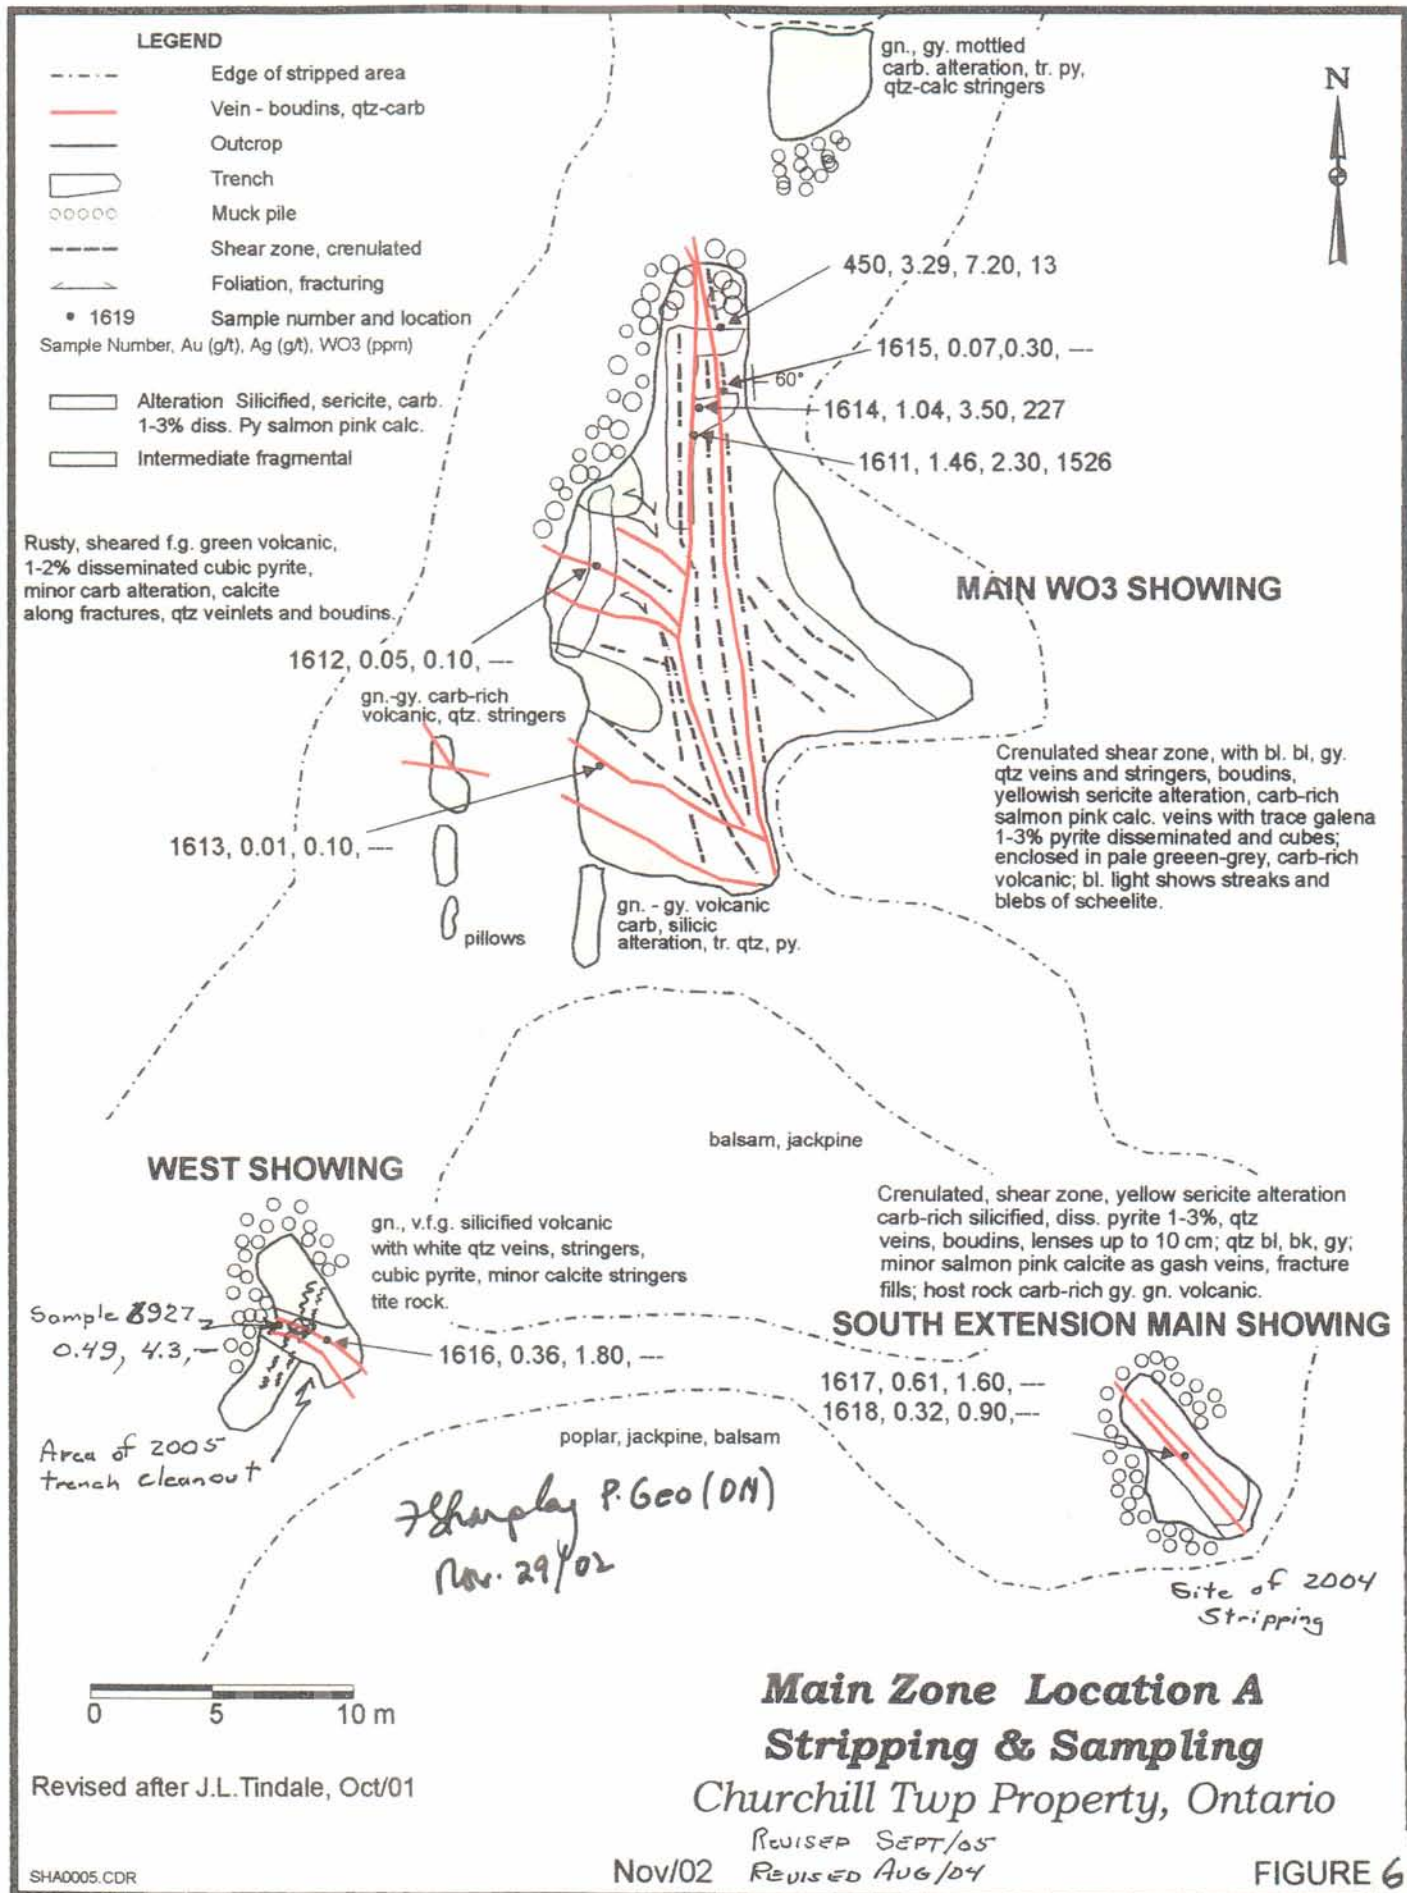 LEGEND
Edge of stripped area
Vein - boudins, qtz-carb
Outcrop
Trench
Muck pile
Shear zone, crenulated
Foliation, fracturing
1619 Sample number and location
Sample Number, Au (g/t), Ag (g/t), WO3 (ppm)
Alteration Silicified, sericite, carb.
1-3% diss. Py salmon pink calc.
Intermediate fragmental
gn., gy. mottled
carb. alteration, tr. py,
qtz-calc stringers
N
450, 3.29, 7.20, 13
1615, 0.07,0.30, ---
60°
1614, 1.04, 3.50, 227
1611, 1.46, 2.30, 1526
Rusty, sheared f.g. green volcanic,
1-2% disseminated cubic pyrite,
minor carb alteration, calcite
along fractures, qtz veinlets and boudins.
MAIN WO3 SHOWING
1612, 0.05, 0.10, ---
gn.-gy. carb-rich
volcanic, qtz. stringers
1613, 0.01, 0.10, ---
pillows
gn. - gy. volcanic
carb, silicic
alteration, tr. qtz, py.
Crenulated shear zone, with bl. bl, gy.
qtz veins and stringers, boudins,
yellowish sericite alteration, carb-rich
salmon pink calc. veins with trace galena
1-3% pyrite disseminated and cubes;
enclosed in pale greeen-grey, carb-rich
volcanic; bl. light shows streaks and
blebs of scheelite.
balsam, jackpine
WEST SHOWING
gn., v.f.g. silicified volcanic
with white qtz veins, stringers,
cubic pyrite, minor calcite stringers
tite rock.
Sample 8927
0.49, 4.3, -
1616, 0.36, 1.80, ---
Area of 2005
trench cleanout
Crenulated, shear zone, yellow sericite alteration
carb-rich silicified, diss. pyrite 1-3%, qtz
veins, boudins, lenses up to 10 cm; qtz bl, bk, gy;
minor salmon pink calcite as gash veins, fracture
fills; host rock carb-rich gy. gn. volcanic.
SOUTH EXTENSION MAIN SHOWING
1617, 0.61, 1.60, ---
1618, 0.32, 0.90,---
poplar, jackpine, balsam
P. Geo (ON)
Nov. 29/02
Site of 2004
Stripping
0 5 10 m
Main Zone Location A
Stripping & Sampling
Churchill Twp Property, Ontario
Revised after J.L.Tindale, Oct/01
REVISED SEPT/05
Nov/02 REVISED AUG/04
SHA0005.CDR
FIGURE 6